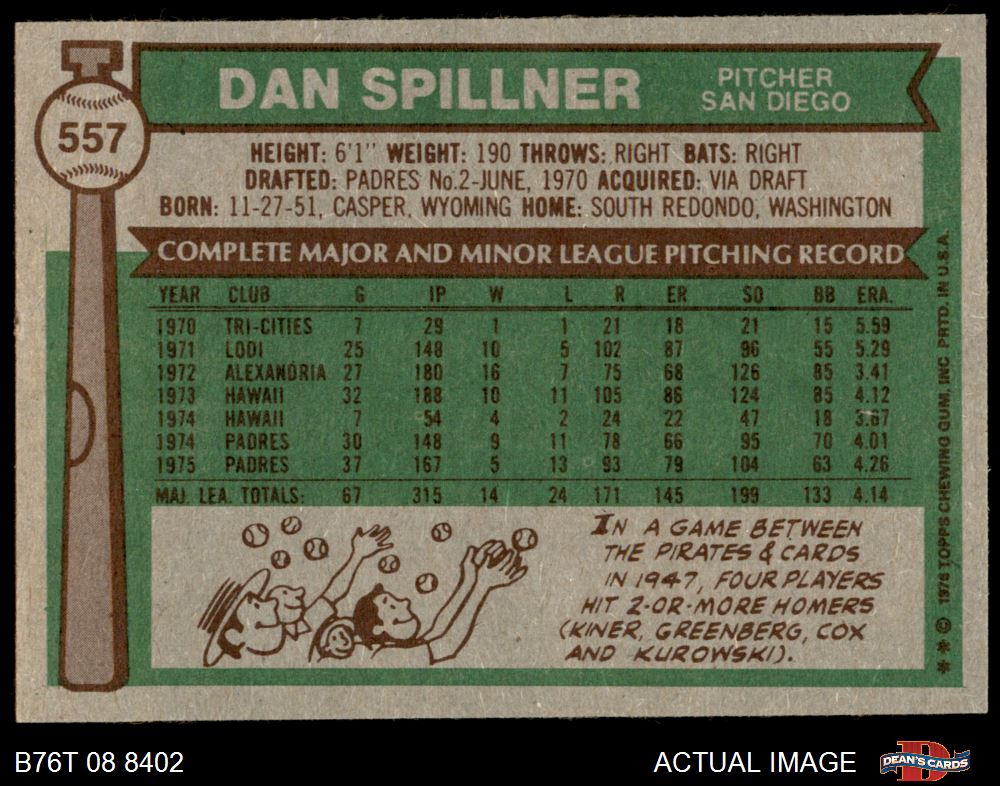 557
DAN SPILLNER
PITCHER
SAN DIEGO
HEIGHT: 6'1" WEIGHT: 190 THROWS: RIGHT BATS: RIGHT
DRAFTED: PADRES No.2-JUNE, 1970 ACQUIRED: VIA DRAFT
BORN: 11-27-51, CASPER, WYOMING HOME: SOUTH REDONDO, WASHINGTON
COMPLETE MAJOR AND MINOR LEAGUE PITCHING RECORD
YEAR CLUB G IP W L R ER SO BB ERA.
1970 TRI-CITIES 7 29 1 1 21 18 21 15 5.59
1971 LODI 25 148 10 5 102 87 96 55 5.29
1972 ALEXANDRIA 27 180 16 7 75 68 126 85 3.41
1973 HAWAII 32 188 10 11 105 86 124 85 4.12
1974 HAWAII 7 54 4 2 24 22 47 18 3.67
1974 PADRES 30 148 9 11 78 66 95 70 4.01
1975 PADRES 37 167 5 13 93 79 104 63 4.26
MAJ. LEA. TOTALS: 67 315 14 24 171 145 199 133 4.14
IN A GAME BETWEEN
THE PIRATES & CARDS
IN 1947, FOUR PLAYERS
HIT 2-OR-MORE HOMERS
(KINER, GREENBERG, COX
AND KUROWSKI).
** © 1976 TOPPS CHEWING GUM, INC PRTD. IN U.S.A.
B76T 08 8402
ACTUAL IMAGE
D
DEAN'S CARDS